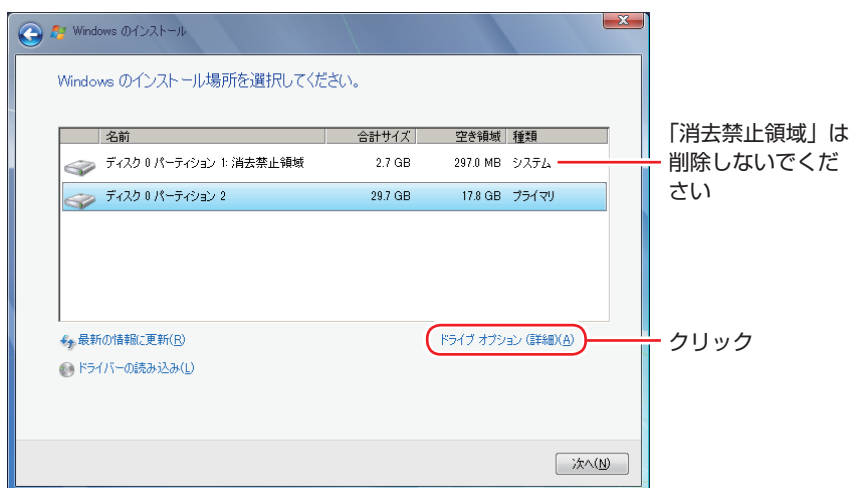 Windows のインストール
Windows のインストール場所を選択してください。
名前 合計サイズ 空き領域 種類
ディスク 0 パーティション 1: 消去禁止領域 2.7 GB 297.0 MB システム
ディスク 0 パーティション 2 29.7 GB 17.8 GB プライマリ
最新の情報に更新(R)
ドライブ オプション (詳細)(A)
ドライバーの読み込み(L)
次へ(N)
「消去禁止領域」は
削除しないでくだ
さい
クリック